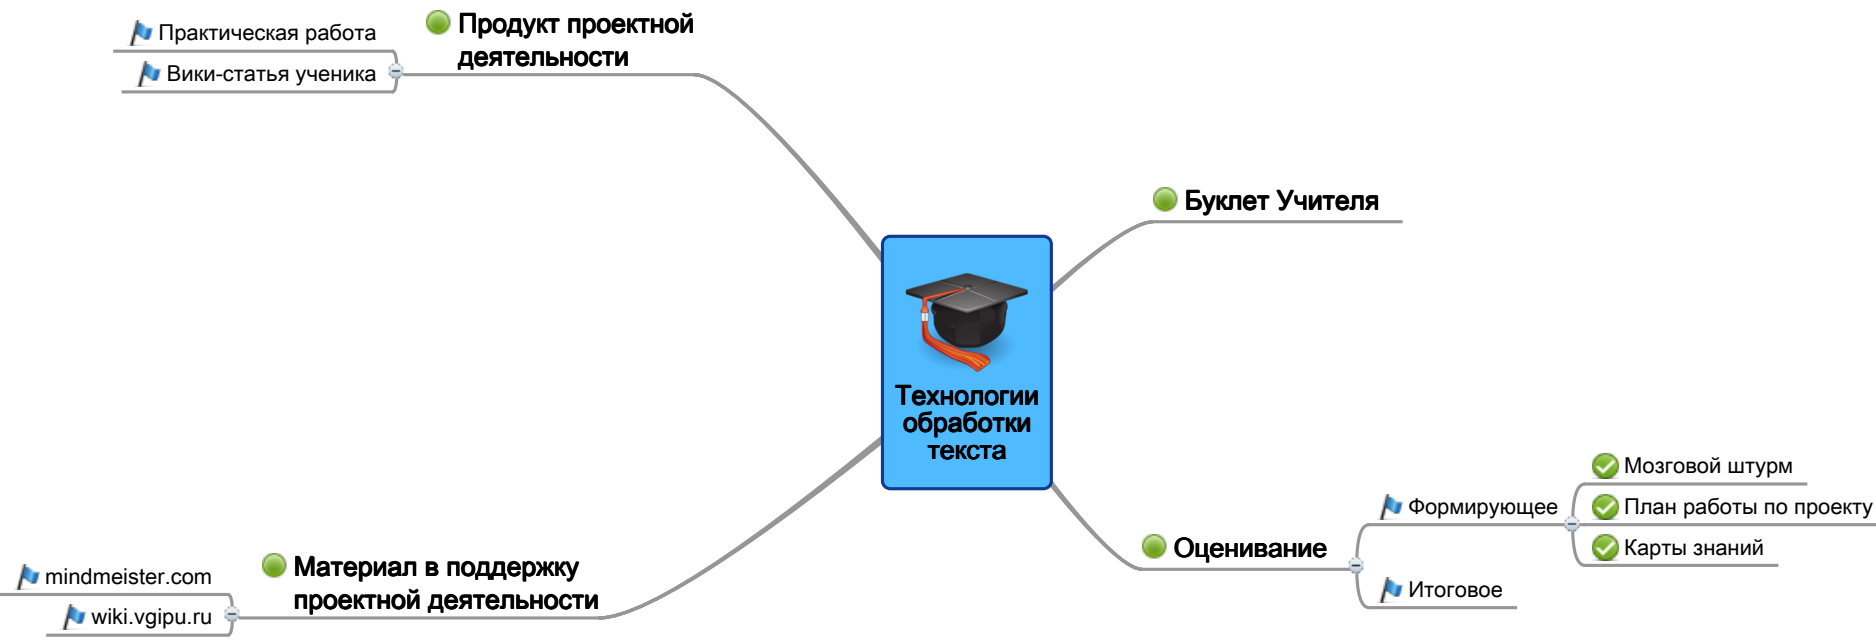 Практическая работа
Вики-статья ученика
Продукт проектной
деятельности
Буклет Учителя
Технологии
обработки
текста
Мозговой штурм
План работы по проекту
Карты знаний
Формирующее
Оценивание
Итоговое
Материал в поддержку
проектной деятельности
mindmeister.com
wiki.vgipu.ru